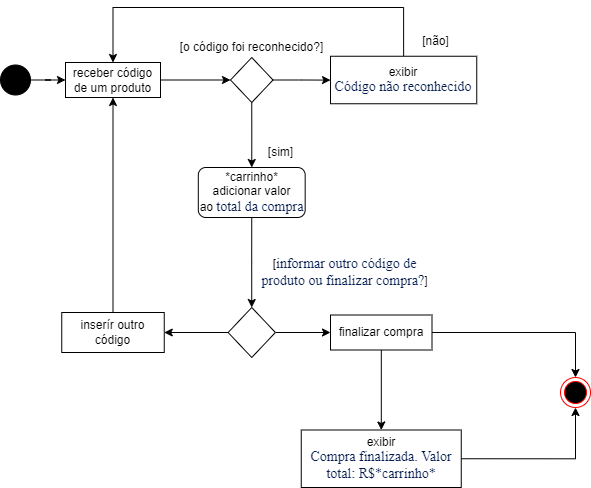 [não]
[o código foi reconhecido?]
receber código
de um produto
exibir
Código não reconhecido
[sim]
*carrinho*
adicionar valor
ao total da compra
[informar outro código de
produto ou finalizar compra?]
inserír outro
código
finalizar compra
exibir
Compra finalizada. Valor
total: R$*carrinho*